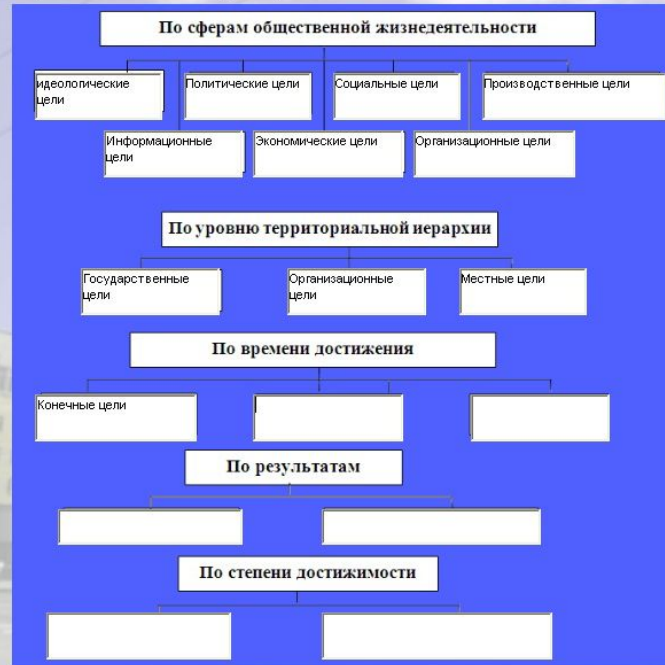 По сферам общественной жизнедеятельности
идеологические
цели
Политические цели
Социальные цели
Производственные цели
Информационные
цели
Экономические цели
Организационные цели
По уровню территориальной иерархии
Государственные
цели
Организационные
цели
Местные цели
По времени достижения
Конечные цели
По результатам
По степени достижимости